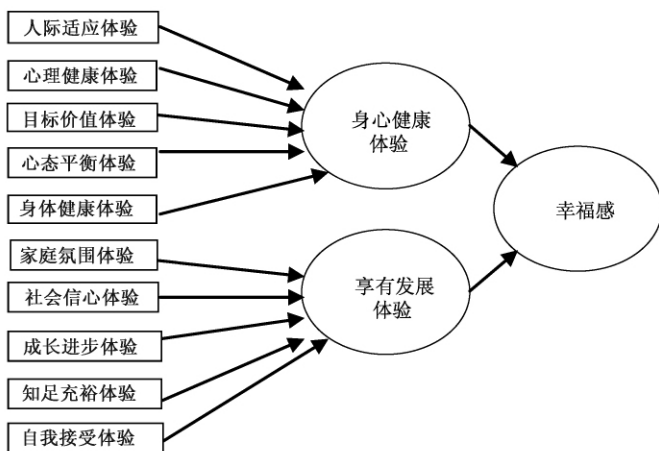 人际适应体验
心理健康体验
目标价值体验
心态平衡体验
身体健康体验
家庭氛围体验
社会信心体验
成长进步体验
知足充裕体验
自我接受体验
身心健康
体验
享有发展
体验
幸福感